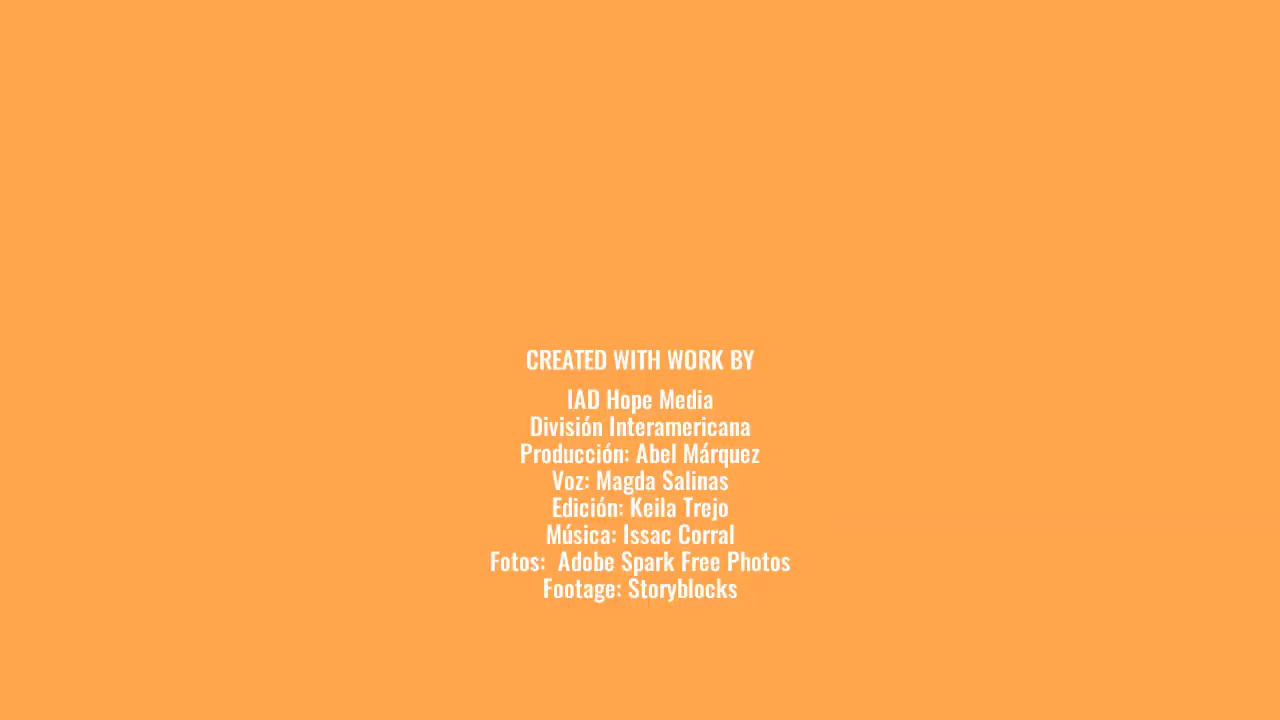 CREATED WITH WORK BY
IAD Hope Media
División Interamericana
Producción: Abel Márquez
Voz: Magda Salinas
Edición: Keila Trejo
Música: Issac Corral
Fotos:  Adobe Spark Free Photos
Footage: Storyblocks